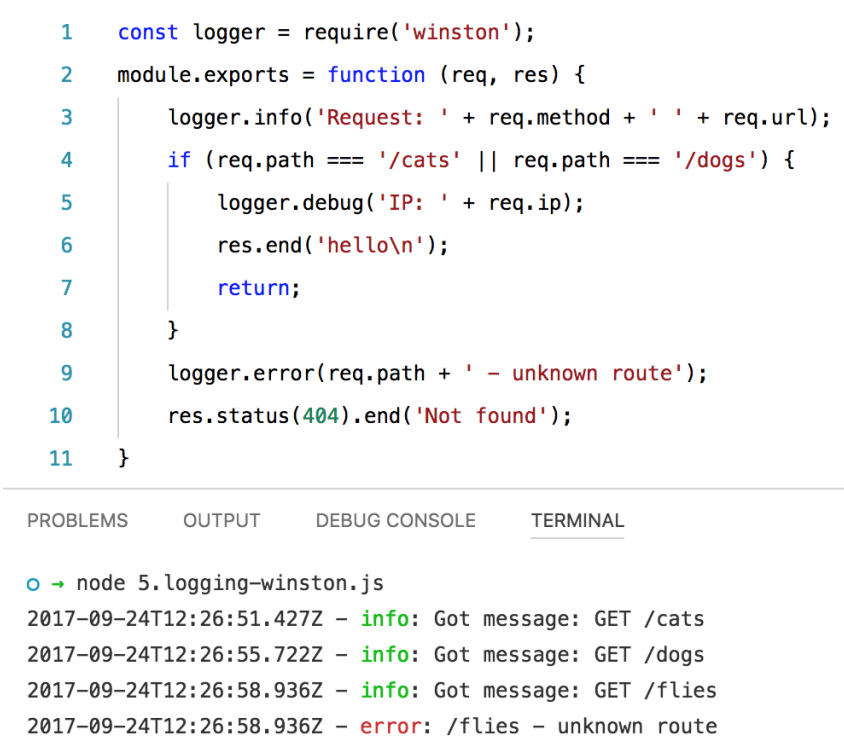 1 const logger = require('winston');
2 module.exports = function (req, res) {
3 logger.info('Request: ' + req.method + ' ' + req.url);
4 if (req.path === '/cats' || req.path === '/dogs') {
5 logger.debug('IP: ' + req.ip);
6 res.end('hello\n');
7 return;
8 }
9 logger.error(req.path + ' – unknown route');
10 res.status(404).end('Not found');
11 }
PROBLEMS OUTPUT DEBUG CONSOLE TERMINAL
→ node 5.logging-winston.js
2017-09-24T12:26:51.427Z – info: Got message: GET /cats
2017-09-24T12:26:55.722Z – info: Got message: GET /dogs
2017-09-24T12:26:58.936Z – info: Got message: GET /flies
2017-09-24T12:26:58.936Z – error: /flies – unknown route